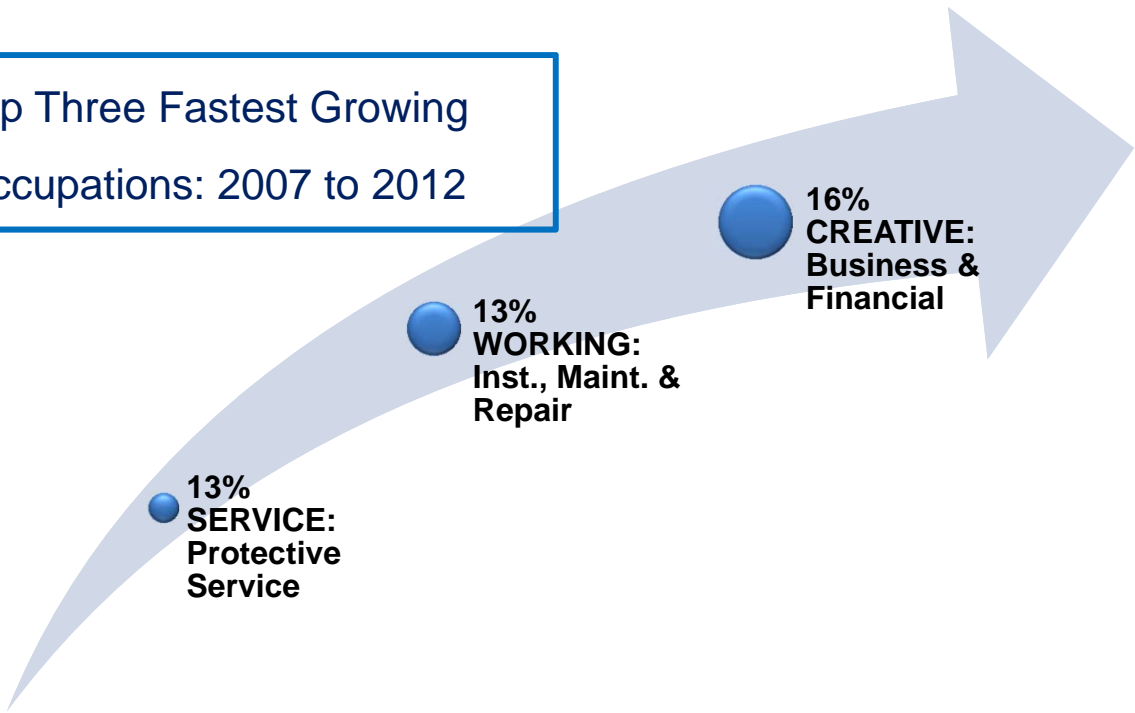 p Three Fastest Growing
ccupations: 2007 to 2012
16%
CREATIVE:
Business &
Financial
13%
WORKING:
Inst., Maint. &
Repair
13%
SERVICE:
Protective
Service